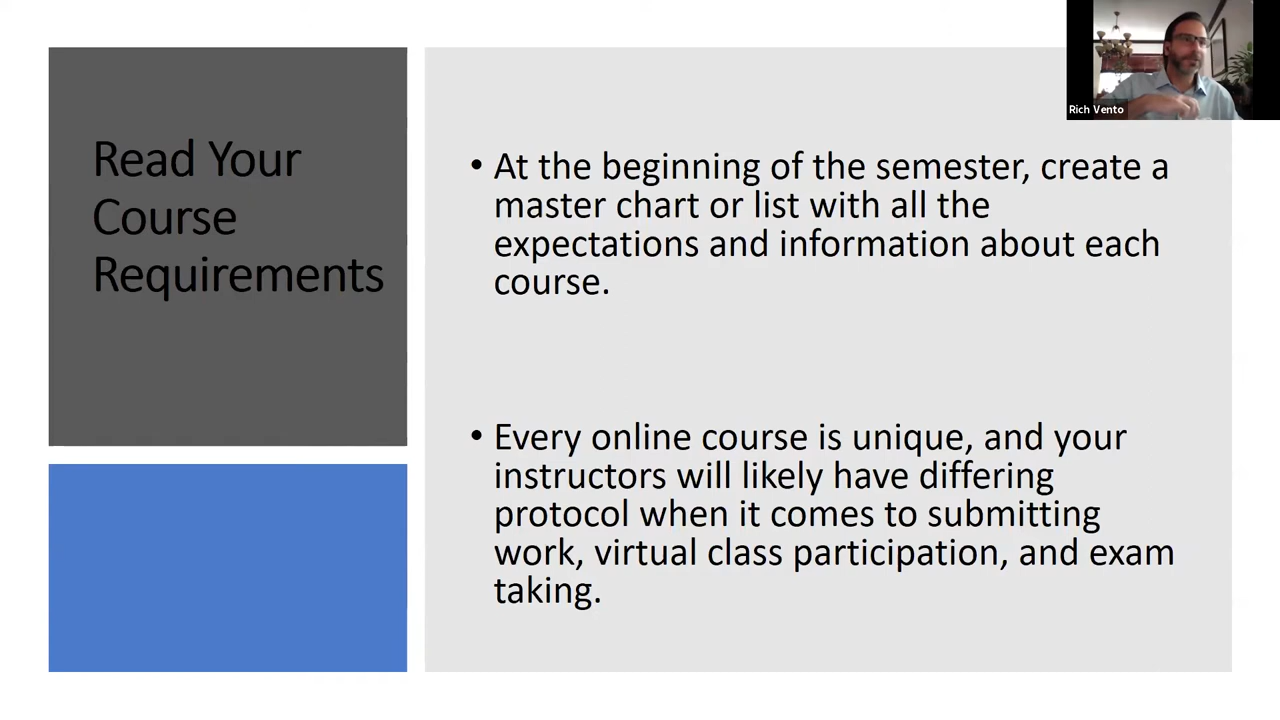 Read Your
Course
Requirements
• At the beginning of the semester, create a
master chart or list with all the
expectations and information about each
course.
• Every online course is unique, and your
instructors will likely have differing
protocol when it comes to submitting
work, virtual class participation, and exam
taking.
Rich Vento